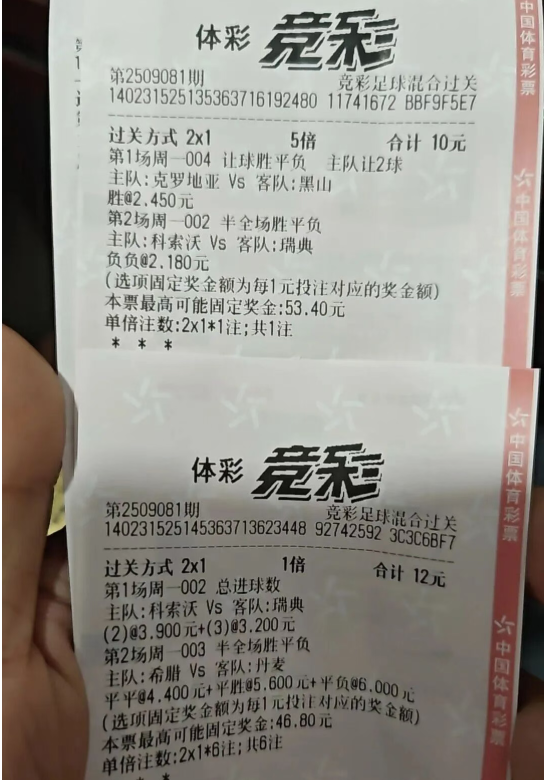 体彩 竞彩
第2509081期 竞彩足球混合过关
140231525135363716192480 11741672 BBF9F5E7
过关方式 2x1 5倍 合计 10元
第1场周一004 让球胜平负 主队让2球
主队:克罗地亚 Vs 客队:黑山
胜@2.450元
第2场周一002 半全场胜平负
主队:科索沃 Vs 客队:瑞典
负负@2.180元
(选项固定奖金额为每1元投注对应的奖金额)
本票最高可能固定奖金:53.40元
单倍注数:2x1*1注;共1注
* * *
中国体育彩票
中国体育彩票
体彩 竞彩
第2509081期 竞彩足球混合过关
140231525145363713623448 92742592 3C3C6BF7
过关方式 2x1 1倍 合计 12元
第1场周一002 总进球数
主队:科索沃 Vs 客队:瑞典
(2)@3.900元+(3)@3.200元
第2场周一003 半全场胜平负
主队:希腊 Vs 客队:丹麦
平平@4.400元+平胜@5.600元+平负@6.000元
(选项固定奖金额为每1元投注对应的奖金额)
本票最高可能固定奖金:46.80元
单倍注数:2x1*6注;共6注
中国体育彩票
中国体育彩票